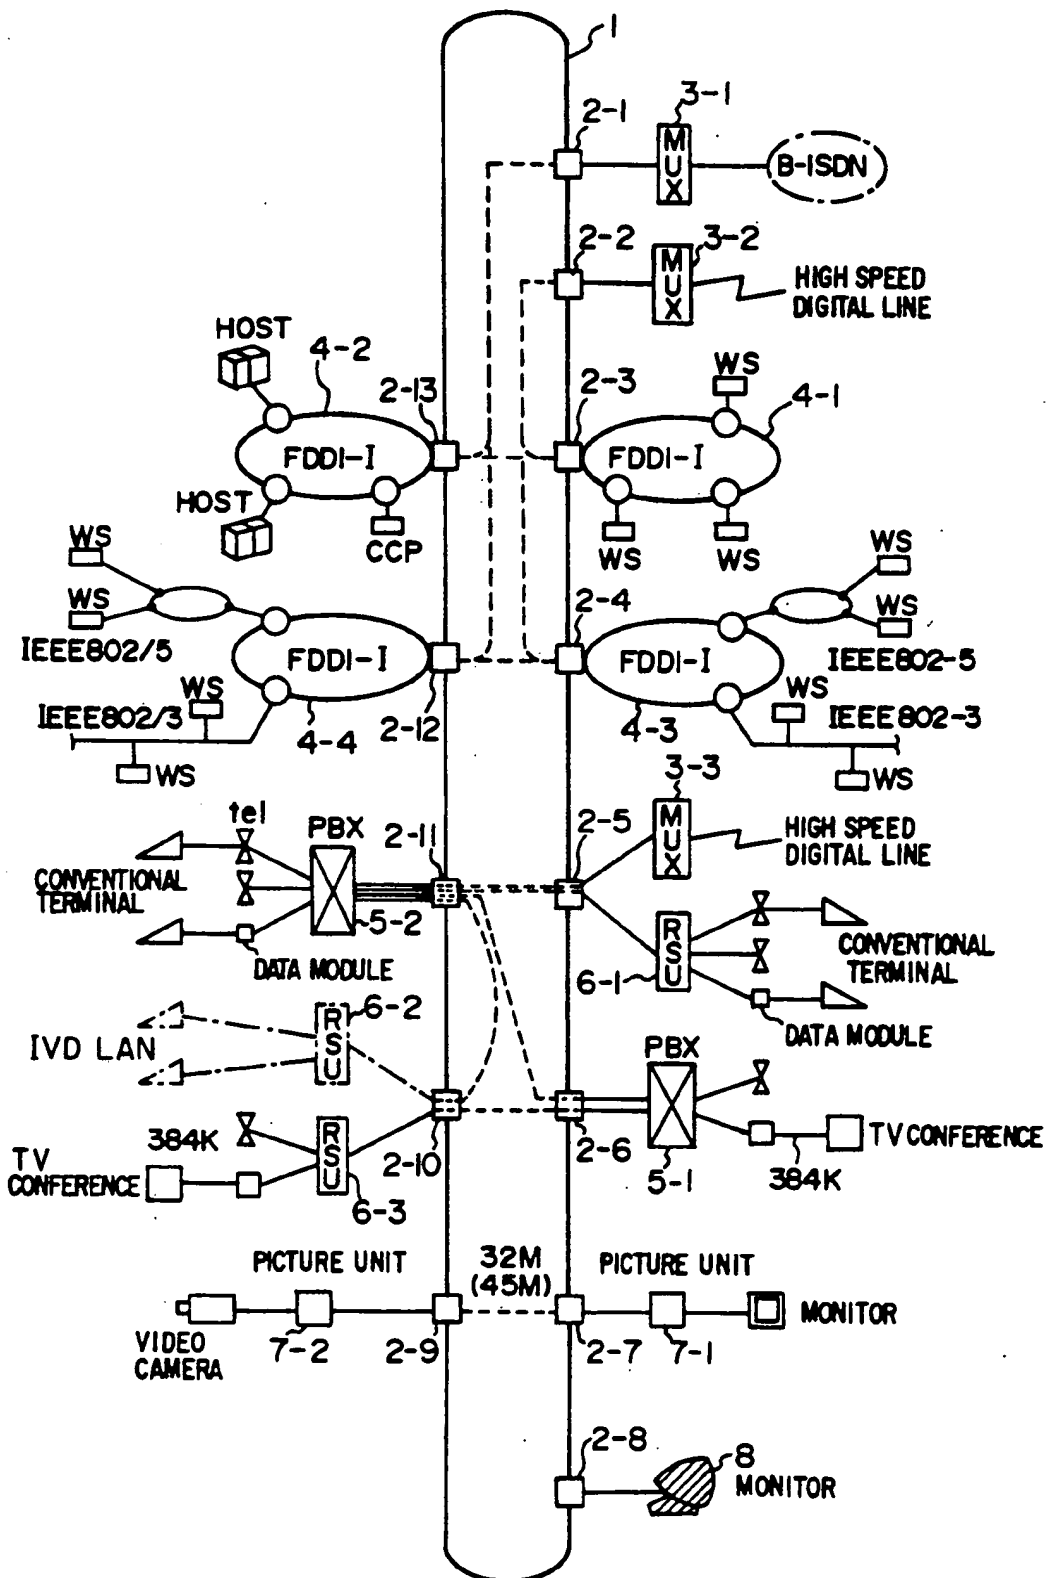 1
3-1
2-1
MUX
B-ISDN
2-2
3-2
MUX
HIGH SPEED
DIGITAL LINE
HOST
4-2
2-13
2-3
WS
4-1
FDDI-I
FDDI-I
HOST
CCP
WS
WS
WS
WS
WS
WS
2-4
IEEE802/5
FDDI-I
FDDI-I
IEEE802-5
WS
WS
IEEE802/3
2-12
IEEE802-3
4-4
4-3
WS
WS
3-3
tel
PBX
2-11
2-5
MUX
HIGH SPEED
DIGITAL LINE
CONVENTIONAL
TERMINAL
5-2
RSU
CONVENTIONAL
TERMINAL
DATA MODULE
6-1
6-2
RSU
DATA MODULE
IVD LAN
PBX
384K
RSU
2-10
2-6
TV CONFERENCE
TV
CONFERENCE
5-1
384K
6-3
PICTURE UNIT
32M
(45M)
PICTURE UNIT
MONITOR
VIDEO
CAMERA
7-2
2-9
2-7
7-1
2-8
8
MONITOR